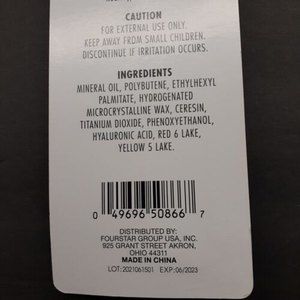 CAUTION
FOR EXTERNAL USE ONLY.
KEEP AWAY FROM SMALL CHILDREN.
DISCONTINUE IF IRRITATION OCCURS.
INGREDIENTS
MINERAL OIL, POLYBUTENE, ETHYLHEXYL
PALMITATE, HYDROGENATED
MICROCRYSTALLINE WAX, CERESIN,
TITANIUM DIOXIDE, PHENOXYETHANOL,
HYALURONIC ACID, RED 6 LAKE,
YELLOW 5 LAKE.
0 49696 50866 7
DISTRIBUTED BY:
FOURSTAR GROUP USA, INC.
925 GRANT STREET AKRON,
OHIO 44311
MADE IN CHINA
LOT: 2021061501 EXP: 06/2023